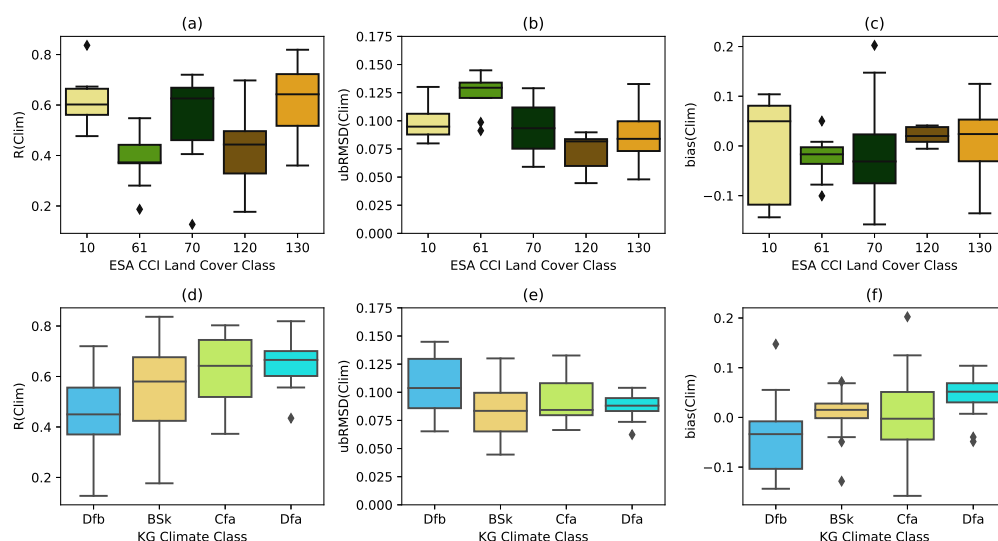 (a)
R(Clim)
0.8
0.6
0.4
0.2
10 61 70 120 130
ESA CCI Land Cover Class
(b)
ubRMSD(Clim)
0.175
0.150
0.125
0.100
0.075
0.050
0.025
0.000
10 61 70 120 130
ESA CCI Land Cover Class
(c)
bias(Clim)
0.2
0.1
0.0
−0.1
10 61 70 120 130
ESA CCI Land Cover Class
(d)
R(Clim)
0.8
0.6
0.4
0.2
Dfb BSk Cfa Dfa
KG Climate Class
(e)
ubRMSD(Clim)
0.175
0.150
0.125
0.100
0.075
0.050
0.025
0.000
Dfb BSk Cfa Dfa
KG Climate Class
(f)
bias(Clim)
0.2
0.1
0.0
−0.1
Dfb BSk Cfa Dfa
KG Climate Class